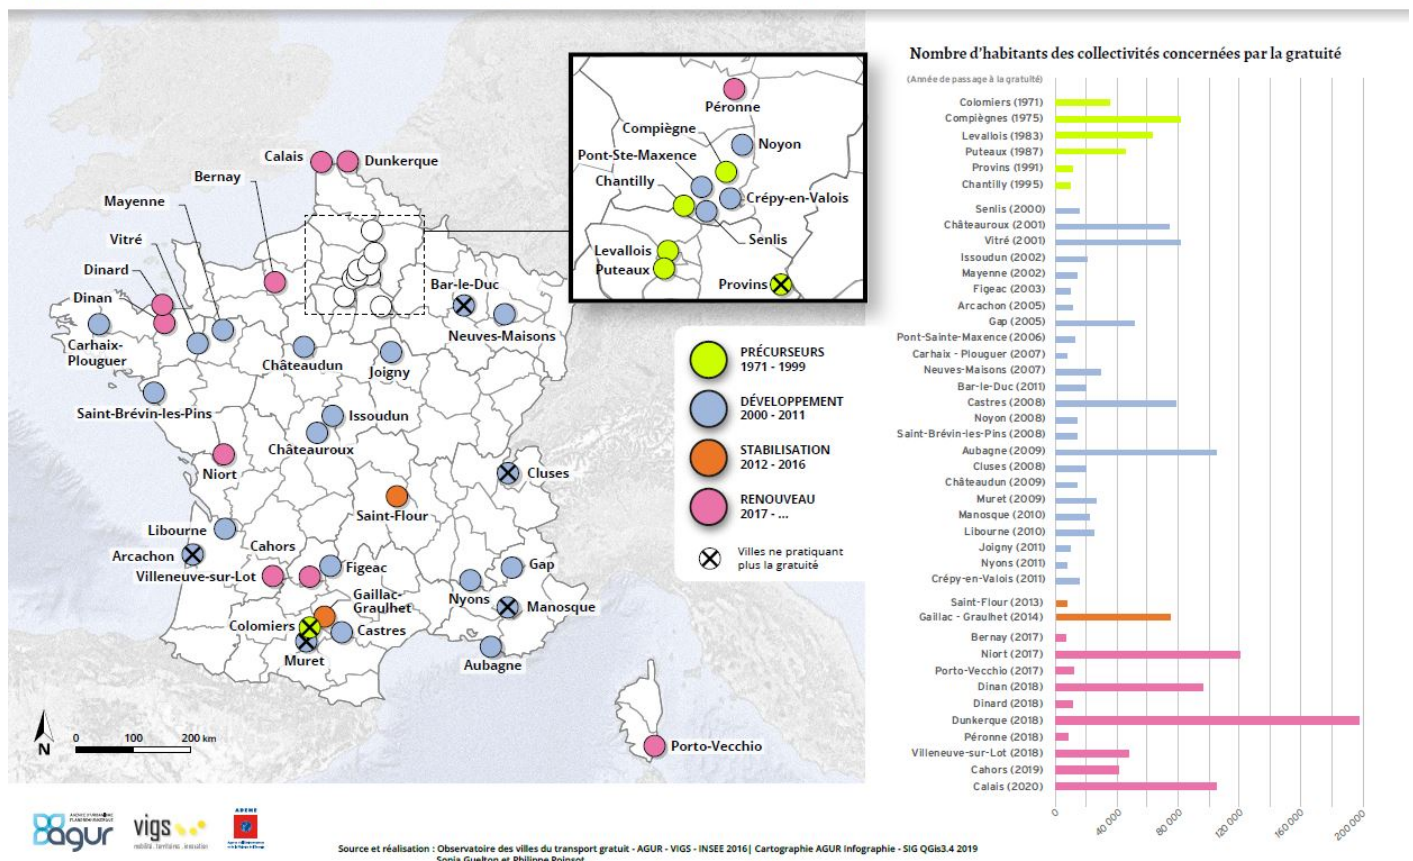 Calais
Dunkerque
Bernay
Mayenne
Vitré
Dinard
Dinan
Carhaix-
Plouguer
Saint-Brévin-les-Pins
Châteaudun
Joigny
Bar-le-Duc
Neuves-Maisons
Issoudun
Châteauroux
Niort
Cluses
Saint-Flour
Libourne
Arcachon
Cahors
Villeneuve-sur-Lot
Figeac
Gaillac-
Graulhet
Colomiers
Castres
Muret
Nyons
Gap
Manosque
Aubagne
Porto-Vecchio
N
0 100 200 km
Péronne
Compiègne
Noyon
Pont-Ste-Maxence
Chantilly
Crépy-en-Valois
Senlis
Levallois
Puteaux
Provins
PRÉCURSEURS
1971 - 1999
DÉVELOPPEMENT
2000 - 2011
STABILISATION
2012 - 2016
RENOUVEAU
2017 - ...
Villes ne pratiquant
plus la gratuité
Nombre d'habitants des collectivités concernées par la gratuité
(Année de passage à la gratuité)
Colomiers (1971)
Compiègnes (1975)
Levallois (1983)
Puteaux (1987)
Provins (1991)
Chantilly (1995)
Senlis (2000)
Châteauroux (2001)
Vitré (2001)
Issoudun (2002)
Mayenne (2002)
Figeac (2003)
Arcachon (2005)
Gap (2005)
Pont-Sainte-Maxence (2006)
Carhaix - Plouguer (2007)
Neuves-Maisons (2007)
Bar-le-Duc (2011)
Castres (2008)
Noyon (2008)
Saint-Brévin-les-Pins (2008)
Aubagne (2009)
Cluses (2008)
Châteaudun (2009)
Muret (2009)
Manosque (2010)
Libourne (2010)
Joigny (2011)
Nyons (2011)
Crépy-en-Valois (2011)
Saint-Flour (2013)
Gaillac - Graulhet (2014)
Bernay (2017)
Niort (2017)
Porto-Vecchio (2017)
Dinan (2018)
Dinard (2018)
Dunkerque (2018)
Péronne (2018)
Villeneuve-sur-Lot (2018)
Cahors (2019)
Calais (2020)
0 40 000 80 000 120 000 160 000 200 000
agur
vigs
mobilité . territoires . innovation
ADEME
Source et réalisation : Observatoire des villes du transport gratuit - AGUR - VIGS - INSEE 2016| Cartographie AGUR Infographie - SIG QGis3.4 2019
Sonia Guelton et Philippe Poinsot